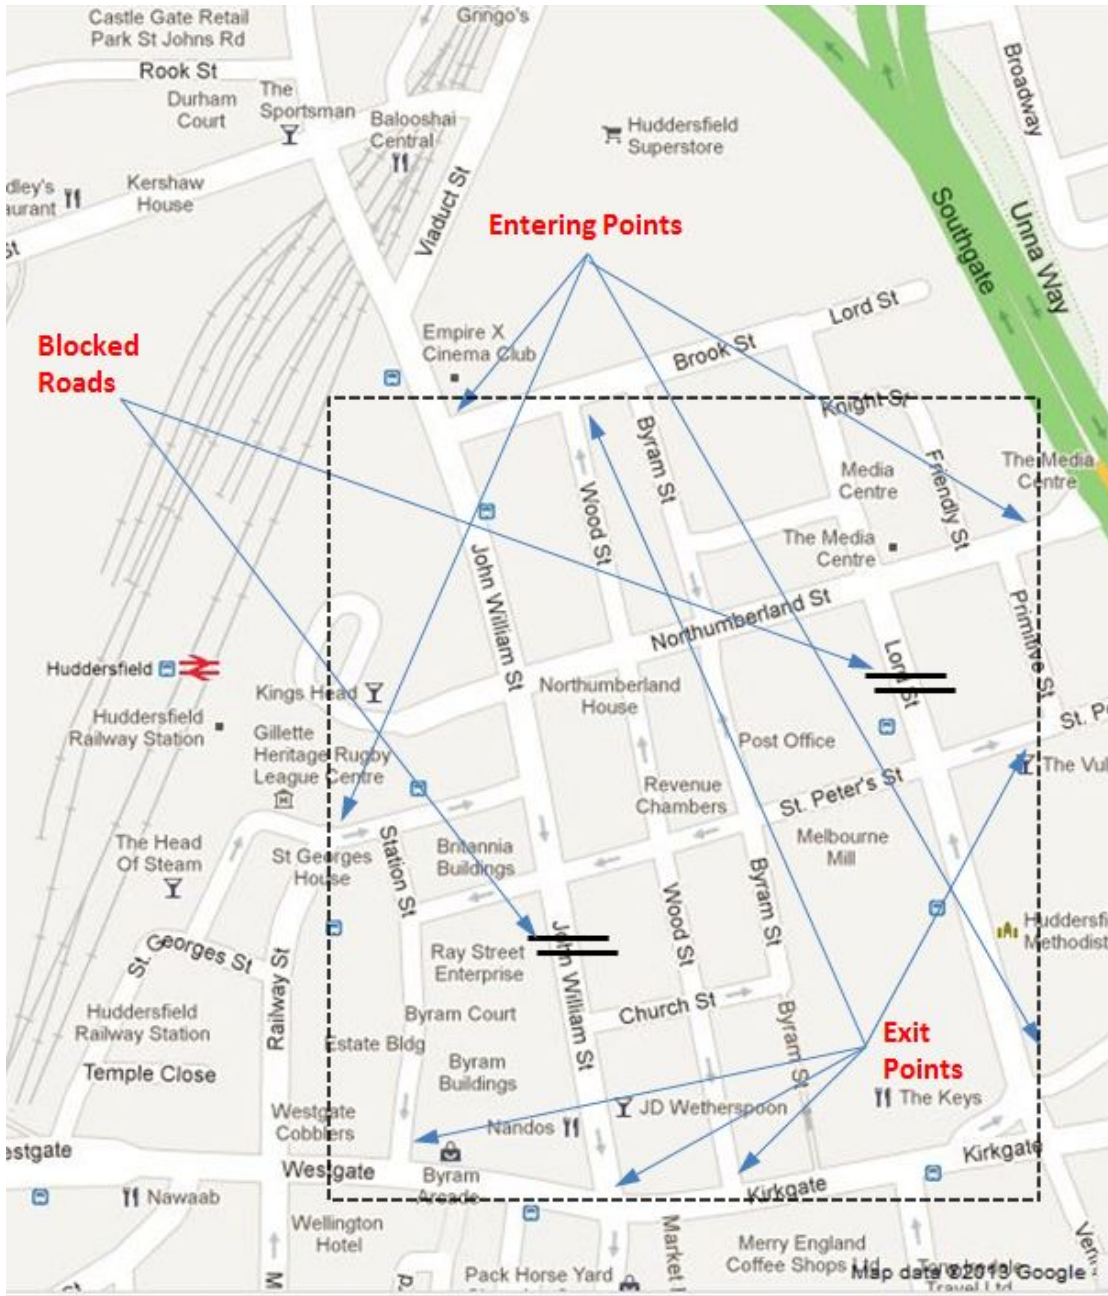 Castle Gate Retail
Park St Johns Rd
Gringo's
Rook St
Durham
Court
The
Sportsman
Balooshai
Central
Huddersfield
Superstore
Broadway
Kershaw
House
Viaduct St
Southgate
Unna Way
Entering Points
Blocked
Roads
Empire X
Cinema Club
Brook St
Lord St
Knight St
Byram St
Wood St
Friendly St
Media
Centre
The Media
Centre
The Media
Centre
John William St
Northumberland St
Primitive St
Lord St
Huddersfield
Kings Head
Northumberland
House
Huddersfield
Railway Station
Gillette
Heritage Rugby
League Centre
Post Office
Revenue
Chambers
St. Peter's St
The Head
Of Steam
St Georges
House
Station St
Britannia
Buildings
Melbourne
Mill
Byram St
Wood St
John William St
St. Georges St
Railway St
Ray Street
Enterprise
Byram Court
Church St
Byram St
Huddersfield
Railway Station
Estate Bldg
Exit
Points
Temple Close
Byram
Buildings
Westgate
Cobblers
Nandos
JD Wetherspoon
The Keys
Westgate
Byram
Arcade
Kirkgate
Kirkgate
Nawaab
Wellington
Hotel
Pack Horse Yard
Merry England
Coffee Shops Ltd
Map data ©2013 Google